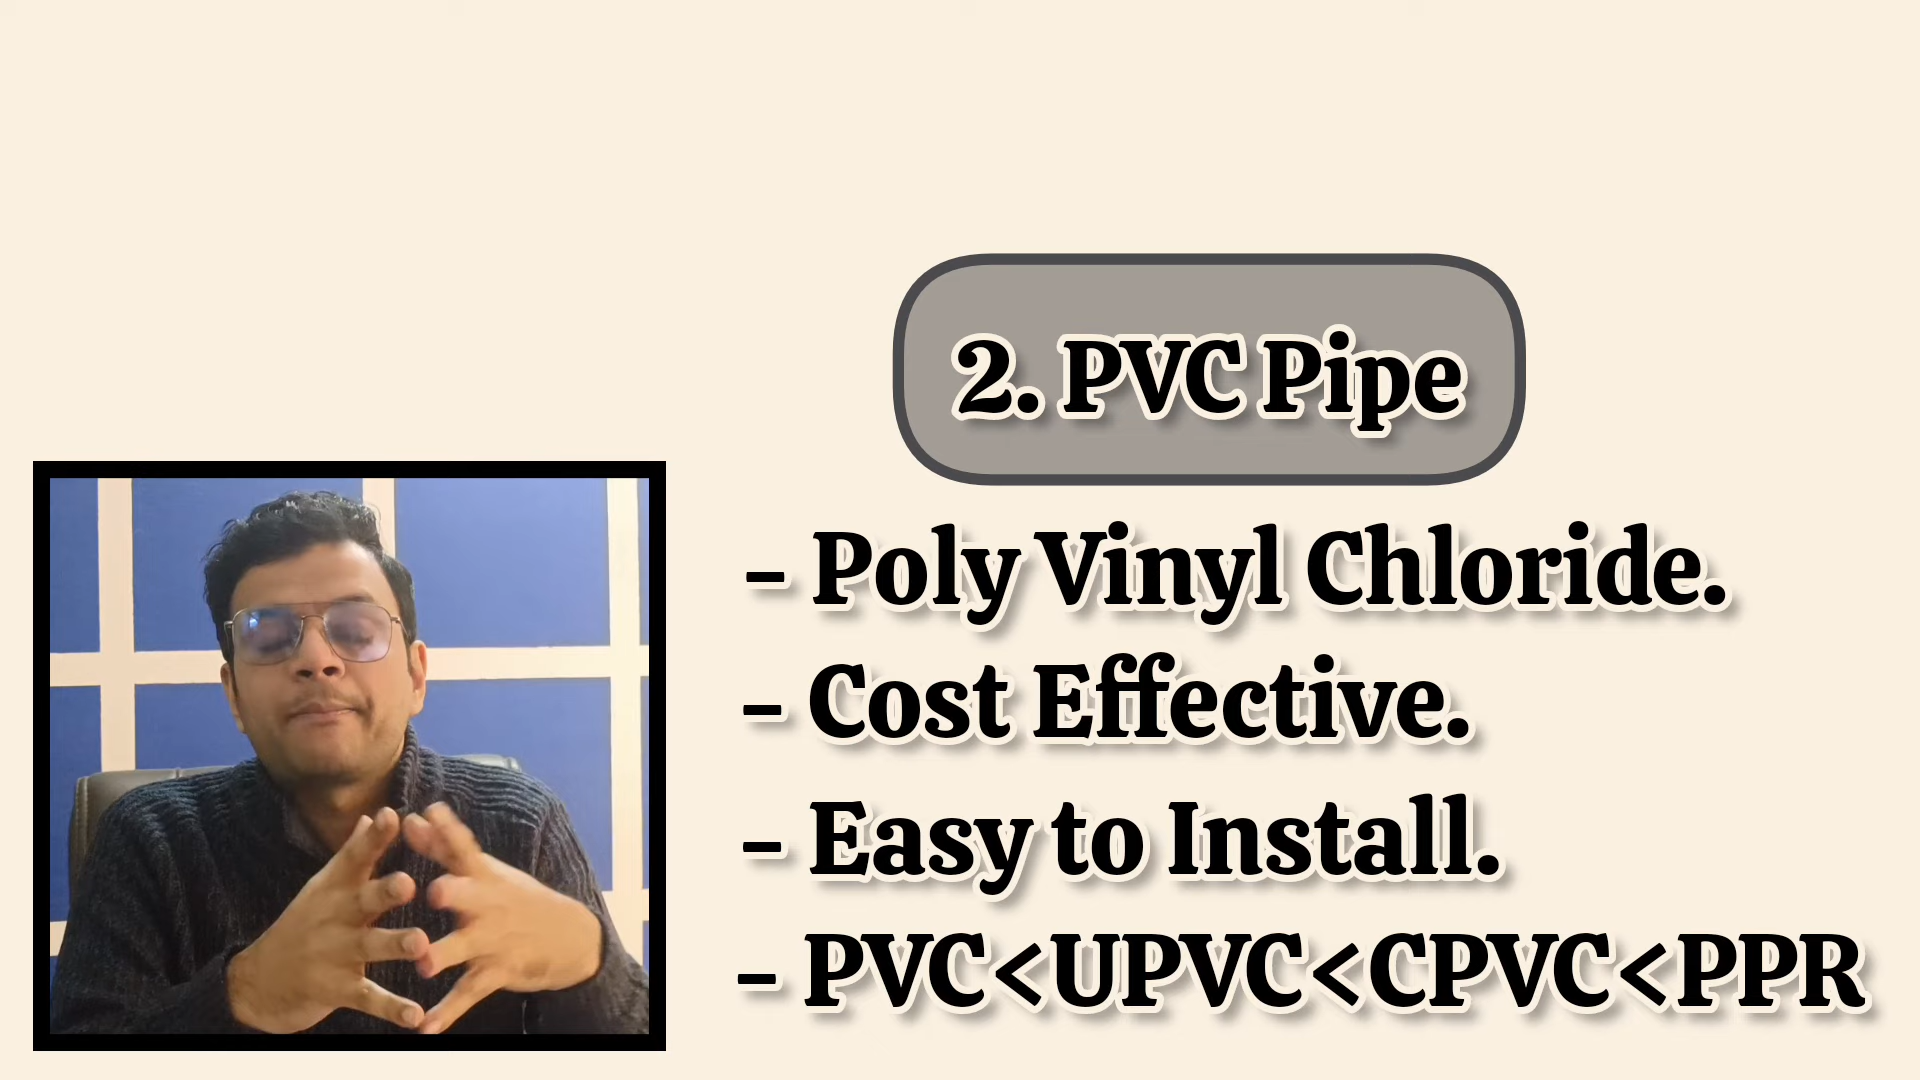 2. PVC Pipe
- Poly Vinyl Chloride.
- Cost Effective.
- Easy to Install.
- PVC<UPVC<CPVC<PPR